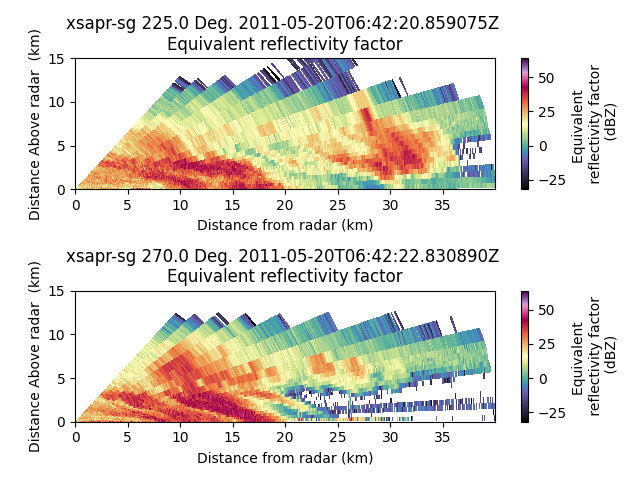 xsapr-sg 225.0 Deg. 2011-05-20T06:42:20.859075Z
Equivalent reflectivity factor
Distance Above radar  (km)
15
10
5
0
0 5 10 15 20 25 30 35
Distance from radar (km)
50
25
0
−25
Equivalent
reflectivity factor
(dBZ)
xsapr-sg 270.0 Deg. 2011-05-20T06:42:22.830890Z
Equivalent reflectivity factor
Distance Above radar  (km)
15
10
5
0
0 5 10 15 20 25 30 35
Distance from radar (km)
50
25
0
−25
Equivalent
reflectivity factor
(dBZ)